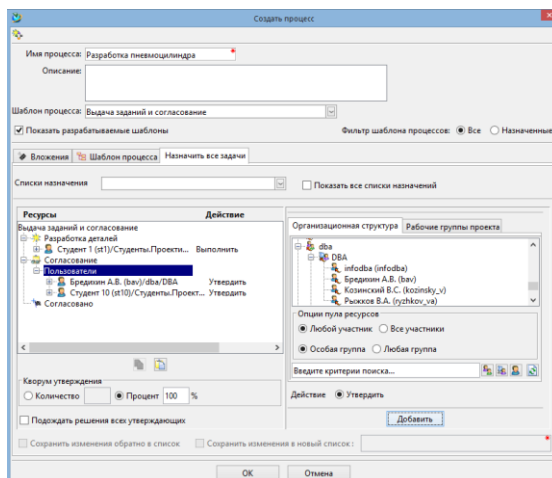 Создать процесс
Имя процесса: Разработка пневмоцилиндра *
Описание:
Шаблон процесса: Выдача заданий и согласование
Показать разрабатываемые шаблоны
Фильтр шаблона процессов: Все Назначенные
Вложения Шаблон процесса Назначить все задачи
Списки назначения
Показать все списки назначений
Ресурсы Действие
Выдача заданий и согласование
Разработка деталей
Студент 1 (st1)/Студенты.Проекти... Выполнить
Согласование
Пользователи
Бредихин А.В. (bav)/dba/DBA Утвердить
Студент 10 (st10)/Студенты.Проект... Утвердить
Согласовано
Кворум утверждения
Количество Процент 100 %
Подождать решения всех утверждающих
Организационная структура Рабочие группы проекта
dba
DBA
infodba (infodba)
Бредихин А.В. (bav)
Козинский В.С. (kozinsky_v)
Рыжков В.А. (ryzhkov_va)
Опции пула ресурсов
Любой участник Все участники
Особая группа Любая группа
Введите критерии поиска...
Действие Утвердить
Добавить
Сохранить изменения обратно в список Сохранить изменения в новый список: *
OK Отмена